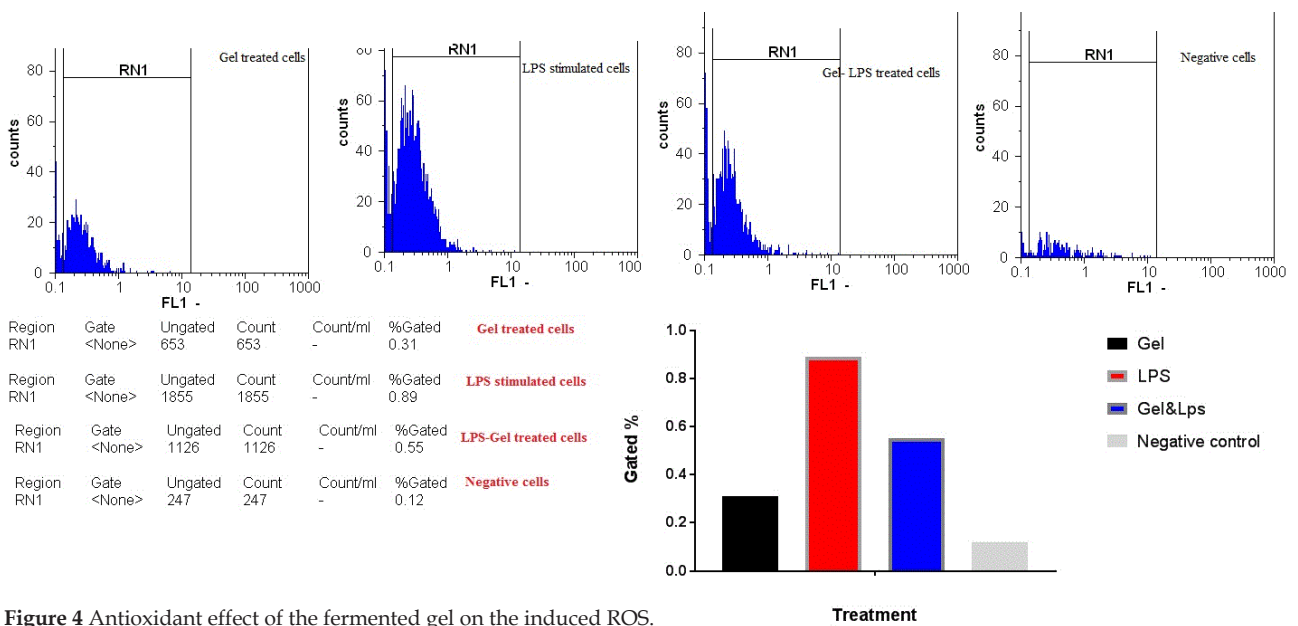 RN1
Gel treated cells
counts
80
60
40
20
0
0.1 1 10 100 1000
FL1 -
RN1
LPS stimulated cells
counts
60
40
20
0
0.1 1 10 100 100
FL1 -
RN1
Gel- LPS treated cells
counts
80
60
40
20
0
0.1 1 10 100 1000
FL1 -
RN1
Negative cells
counts
80
60
40
20
0
0.1 1 10 100 1000
FL1 -
Region Gate Ungated Count Count/ml %Gated Gel treated cells
RN1 <None> 653 653 - 0.31
Region Gate Ungated Count Count/ml %Gated LPS stimulated cells
RN1 <None> 1855 1855 - 0.89
Region Gate Ungated Count Count/ml %Gated LPS-Gel treated cells
RN1 <None> 1126 1126 - 0.55
Region Gate Ungated Count Count/ml %Gated Negative cells
RN1 <None> 247 247 - 0.12
Gated %
1.0
0.8
0.6
0.4
0.2
0.0
Treatment
Gel
LPS
Gel&Lps
Negative control
Figure 4 Antioxidant effect of the fermented gel on the induced ROS.